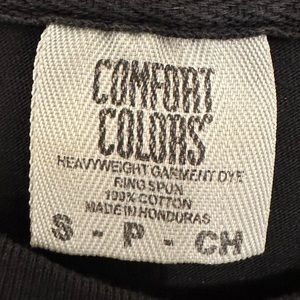 COMFORT
COLORS®
HEAVYWEIGHT GARMENT DYE
RING SPUN
100% COTTON
MADE IN HONDURAS
S - P - CH